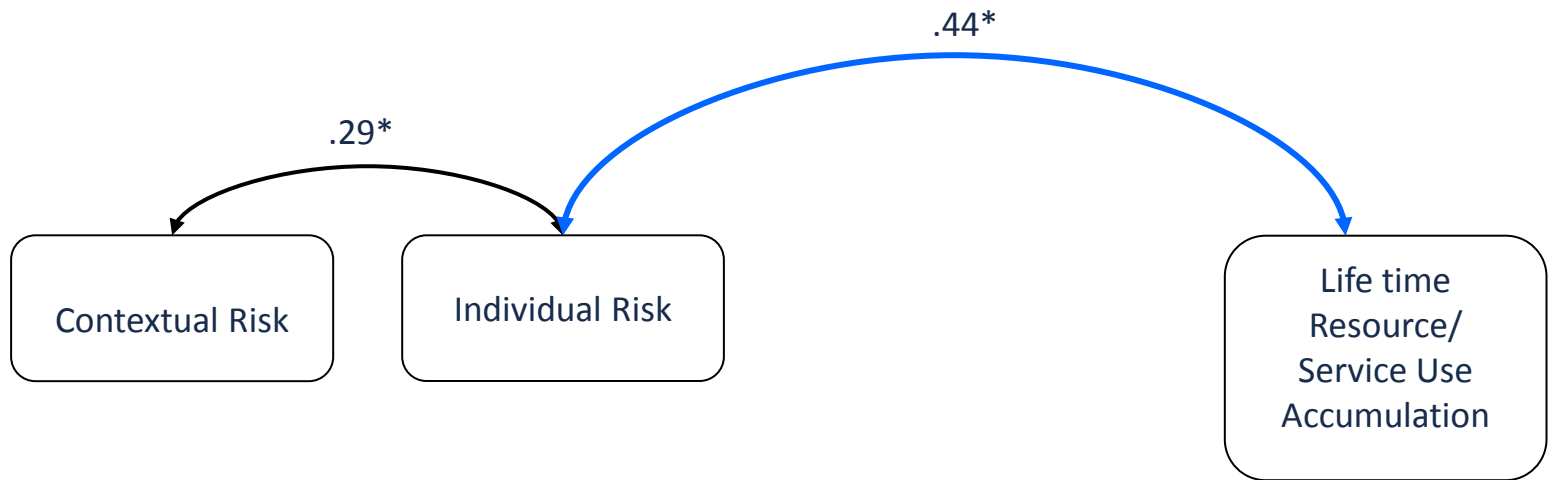 .44*
.29*
Contextual Risk
Individual Risk
Life time
Resource/
Service Use
Accumulation